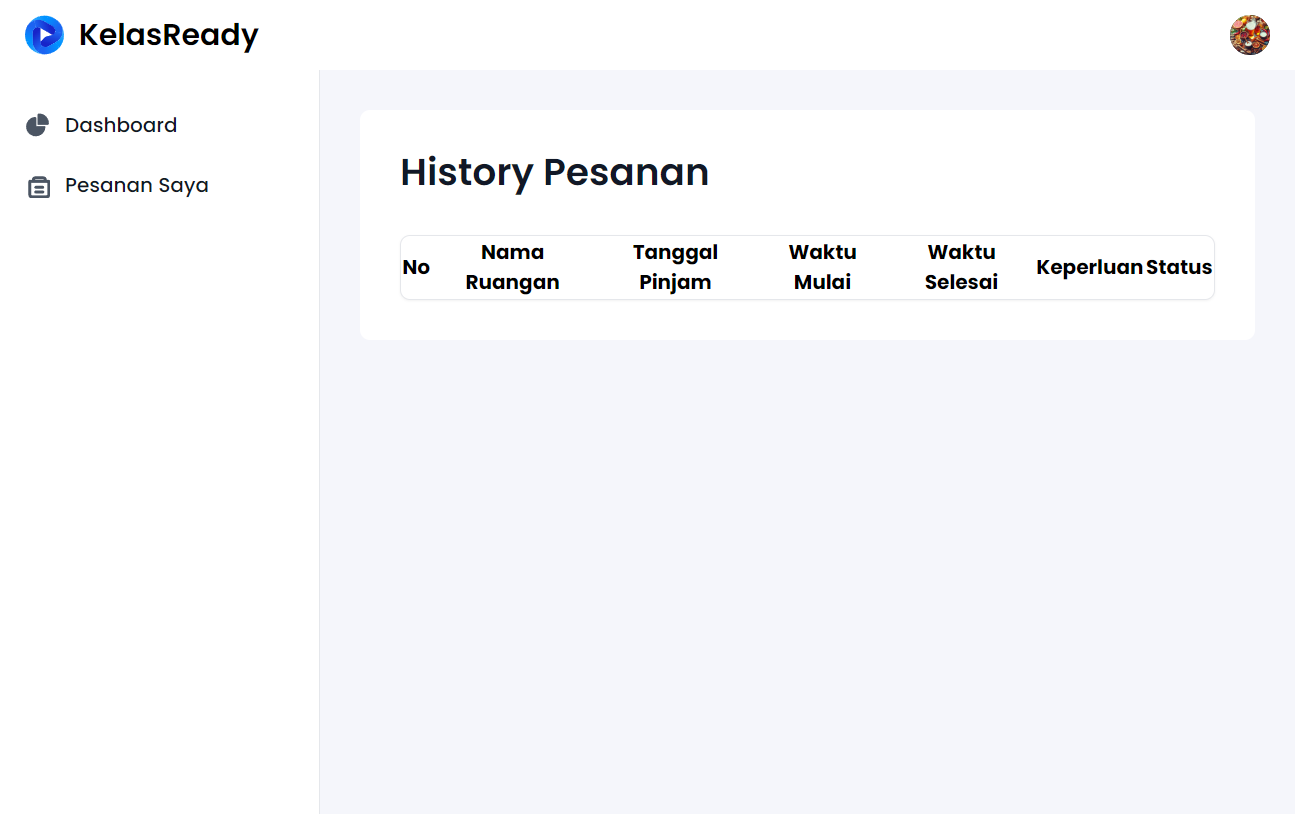 KelasReady
Dashboard
Pesanan Saya
History Pesanan
No
Nama
Ruangan
Tanggal
Pinjam
Waktu
Mulai
Waktu
Selesai
Keperluan
Status